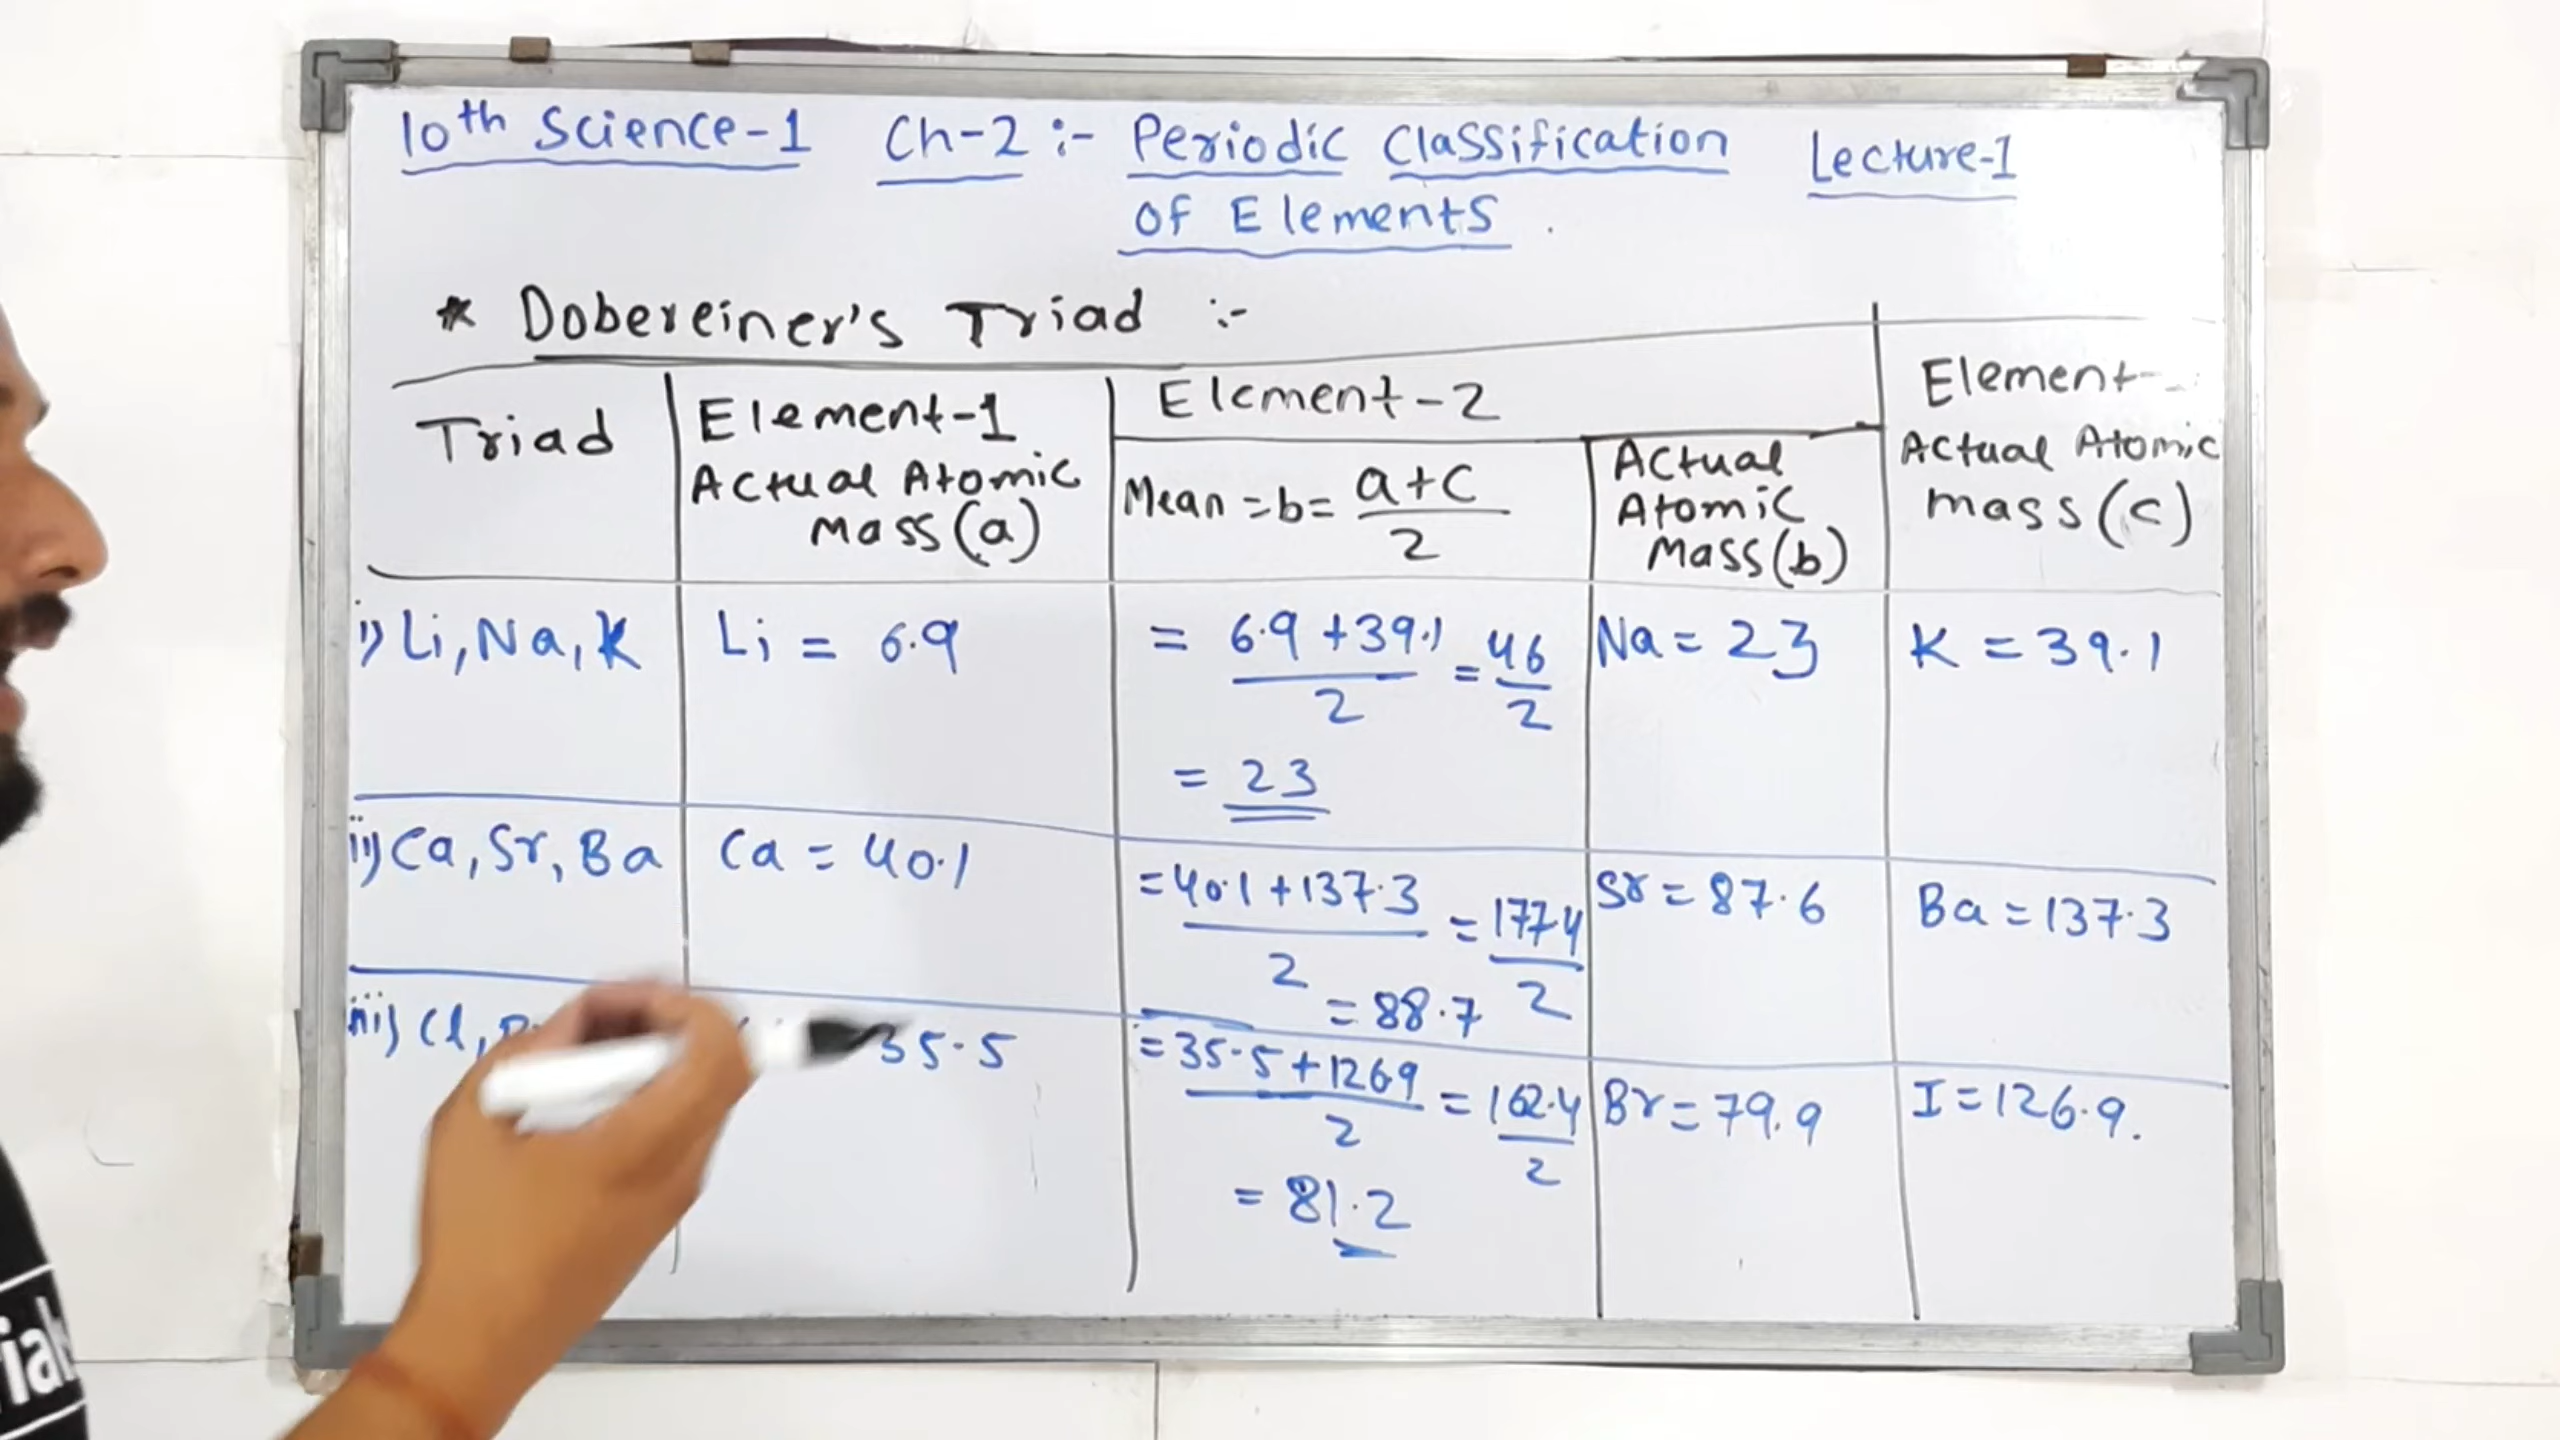 10th Science-1 Ch-2 :- Periodic Classification Lecture-1
of Elements .
* Dobereiner's Triad :-
Triad
Element-1
Actual Atomic
Mass (a)
Element-2
Mean = b = a+c/2
Actual
Atomic
Mass (b)
Element-
Actual Atomic
mass (c)
i) Li, Na, K
Li = 6.9
= 6.9 + 39.1/2 = 46/2
= 23
Na = 23
K = 39.1
ii) Ca, Sr, Ba
Ca = 40.1
= 40.1 + 137.3/2 = 177.4/2
= 88.7
Sr = 87.6
Ba = 137.3
iii) Cl,
35.5
= 35.5 + 126.9/2 = 162.4/2
= 81.2
Br = 79.9
I = 126.9.